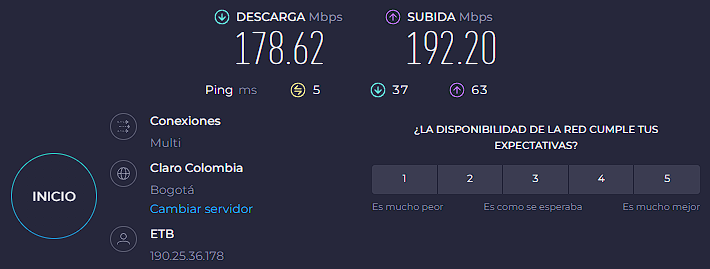 DESCARGA Mbps
178.62
SUBIDA Mbps
192.20
Ping ms 5 37 63
Conexiones
Multi
Claro Colombia
Bogotá
Cambiar servidor
ETB
190.25.36.178
INICIO
¿LA DISPONIBILIDAD DE LA RED CUMPLE TUS
EXPECTATIVAS?
1 2 3 4 5
Es mucho peor Es como se esperaba Es mucho mejor